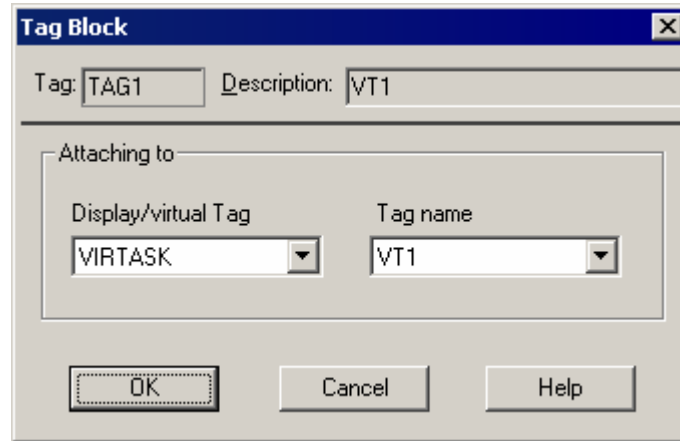 Tag Block
Tag: TAG1 Description: VT1
Attaching to
Display/virtual Tag Tag name
VIRTASK VT1
OK Cancel Help